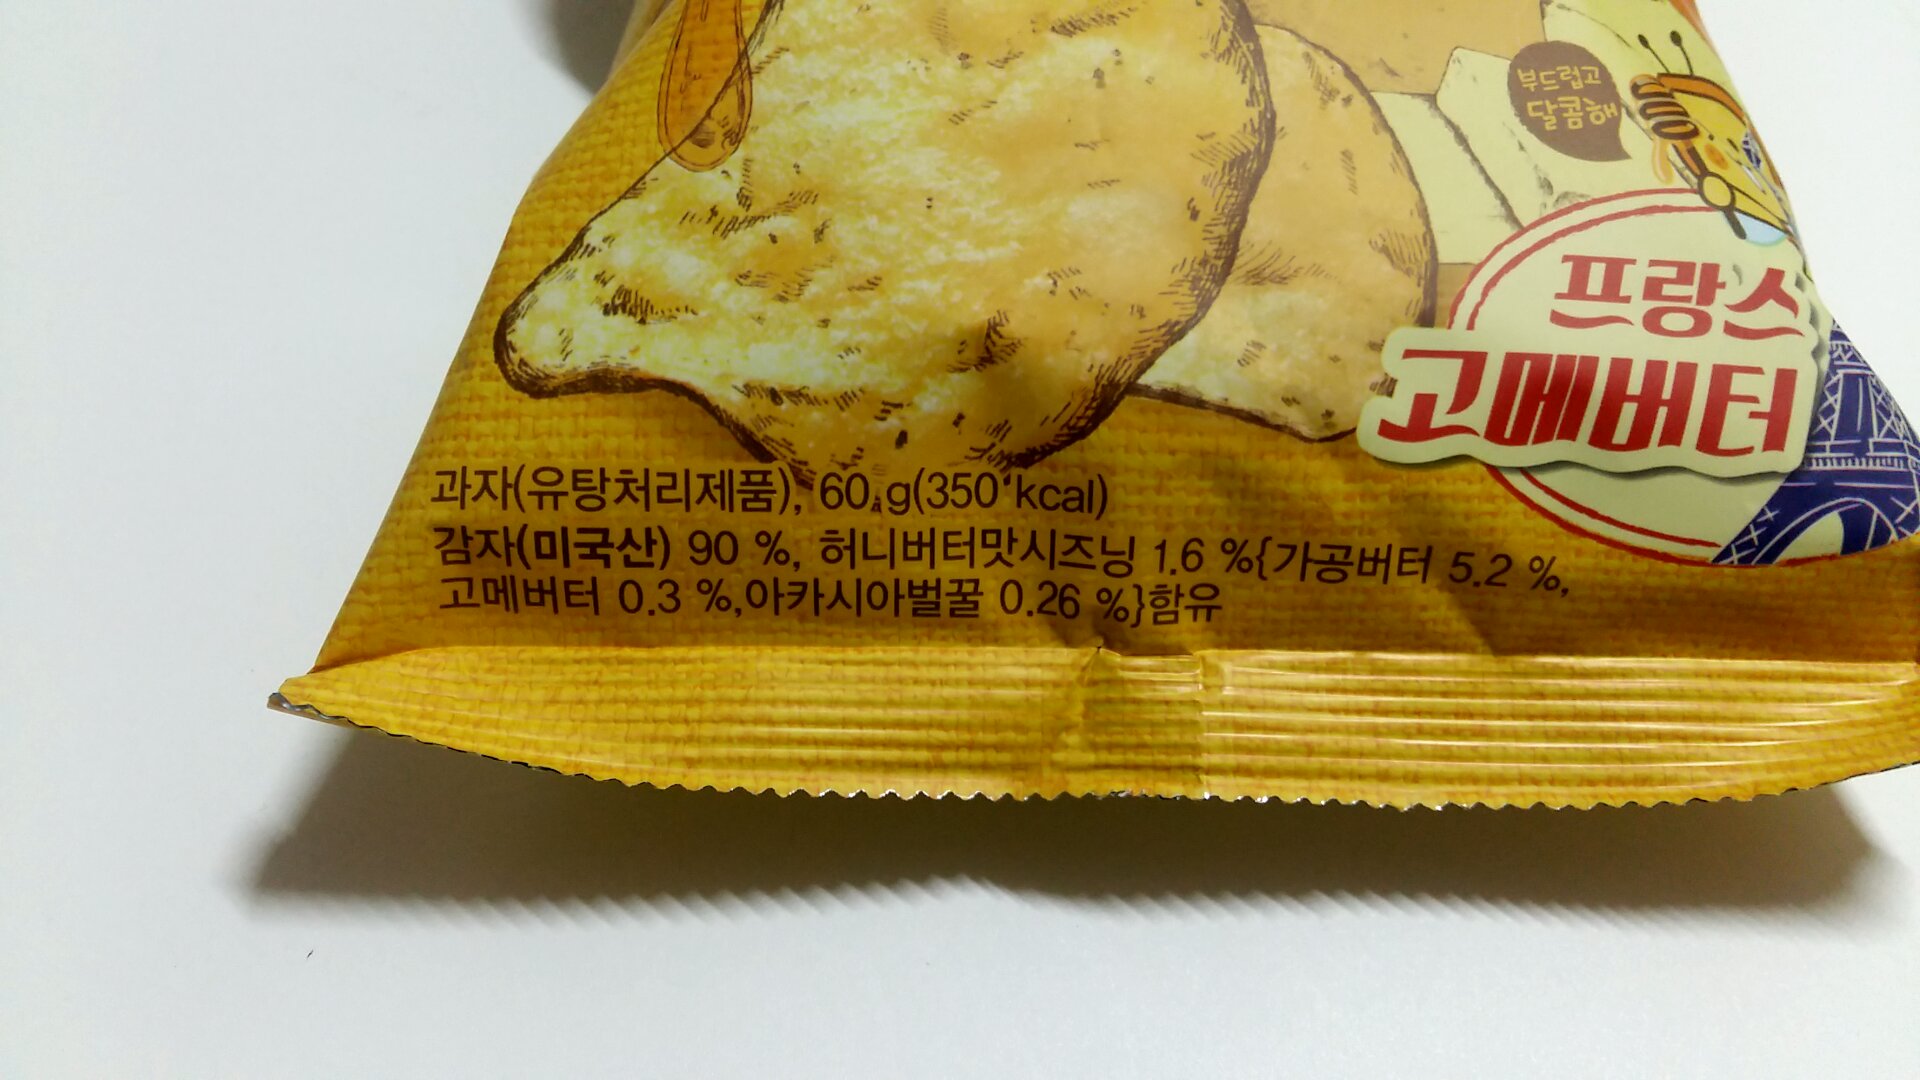 부드럽고
달콤해
프랑스
고메버터
과자(유탕처리제품), 60 g(350 kcal)
감자(미국산) 90 %, 허니버터맛시즈닝 1.6 %{가공버터 5.2 %,
고메버터 0.3 %,아카시아벌꿀 0.26 %}함유